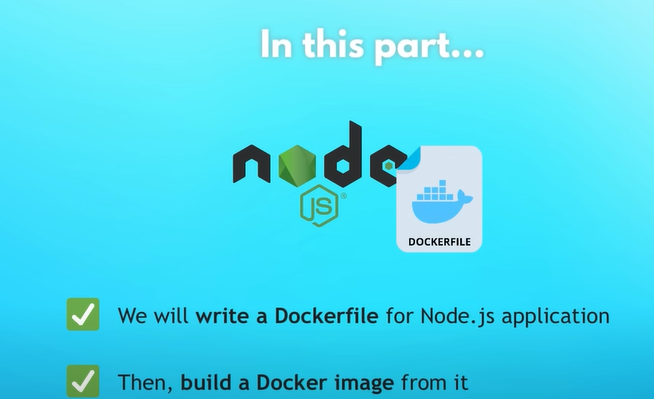 In this part...
node
JS
®
DOCKERFILE
We will write a Dockerfile for Node.js application
Then, build a Docker image from it